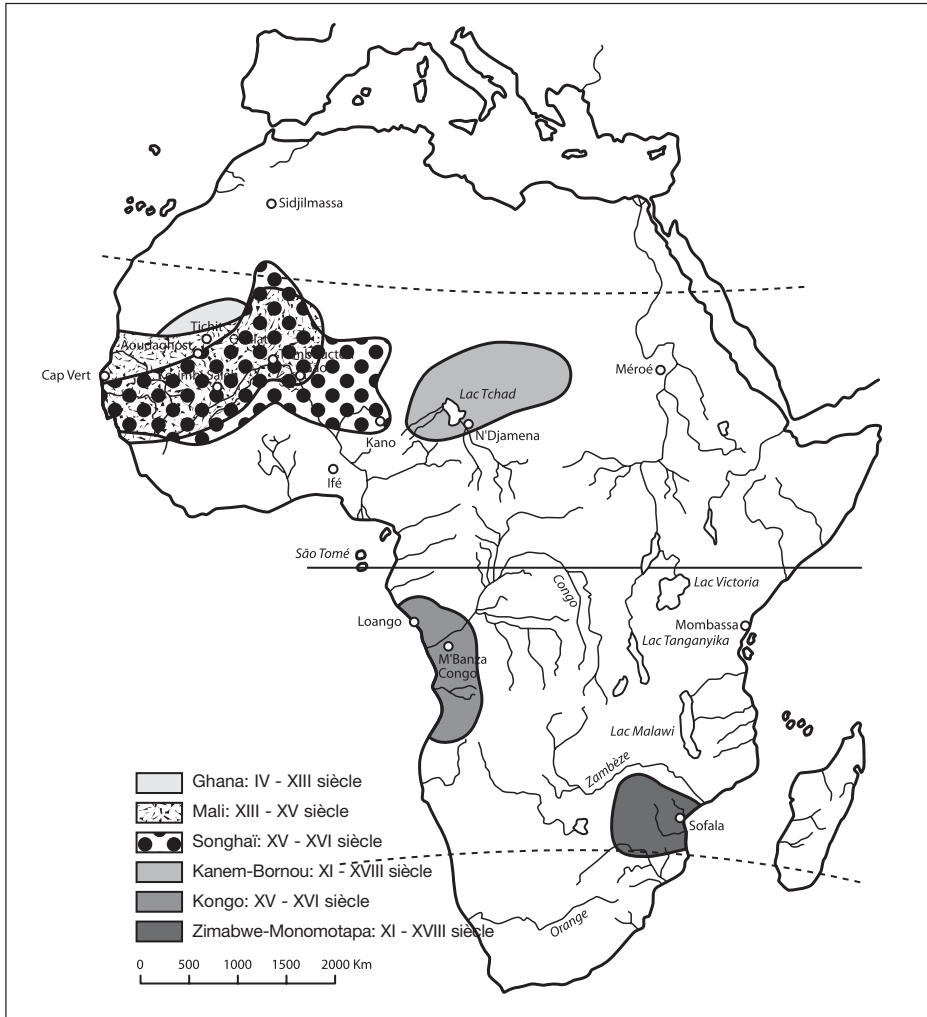 Sidjilmassa
Tichit
Aoudaghost
Cap Vert
Méroé
Lac Tchad
Kano
N'Djamena
Ifé
São Tomé
Congo
Lac Victoria
Loango
Mombassa
Lac Tanganyika
M'Banza
Congo
Lac Malawi
Zambèze
Sofala
Orange
Ghana: IV - XIII siècle
Mali: XIII - XV siècle
Songhaï: XV - XVI siècle
Kanem-Bornou: XI - XVIII siècle
Kongo: XV - XVI siècle
Zimabwe-Monomotapa: XI - XVIII siècle
0 500 1000 1500 2000 Km